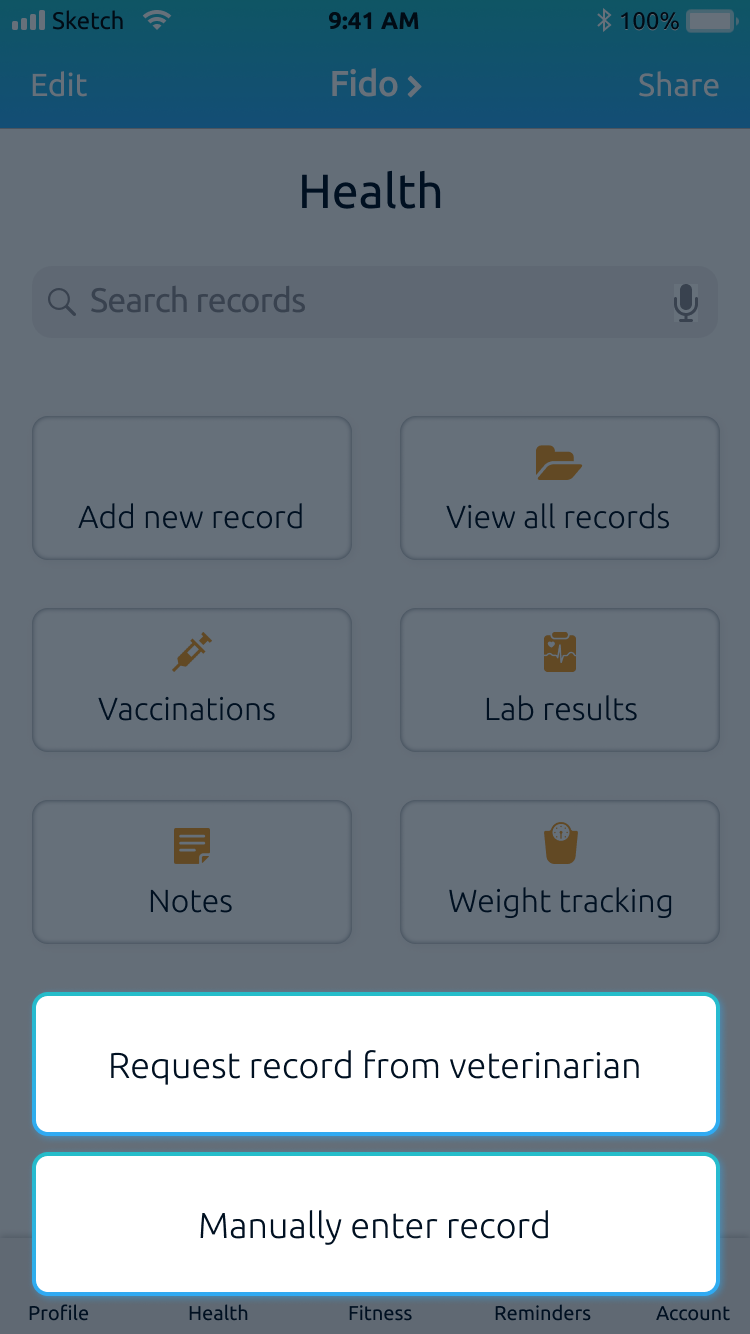 Sketch 9:41 AM 100%
Edit Fido Share
Health
Search records
Add new record View all records
Vaccinations Lab results
Notes Weight tracking
Request record from veterinarian
Manually enter record
Profile Health Fitness Reminders Account